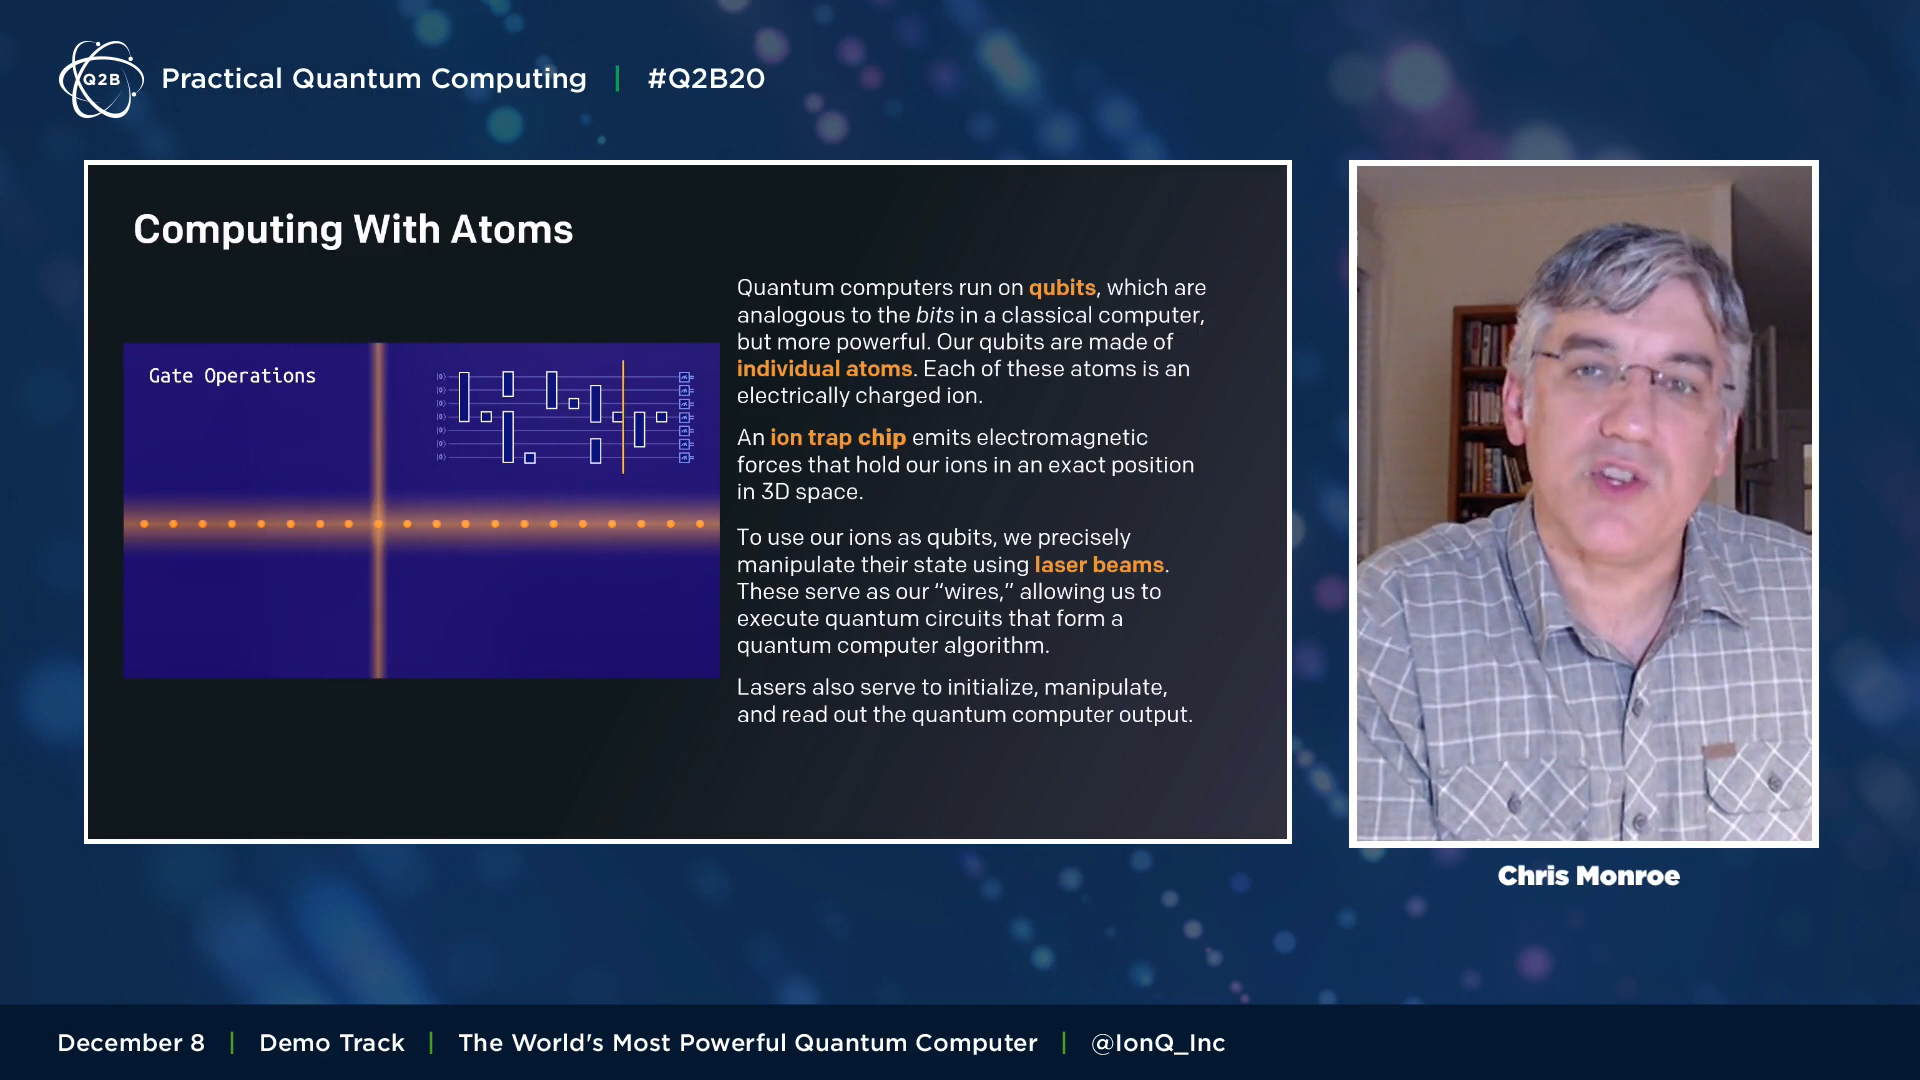 Q2B
Practical Quantum Computing | #Q2B20
Computing With Atoms
Gate Operations
Quantum computers run on qubits, which are
analogous to the bits in a classical computer,
but more powerful. Our qubits are made of
individual atoms. Each of these atoms is an
electrically charged ion.
An ion trap chip emits electromagnetic
forces that hold our ions in an exact position
in 3D space.
To use our ions as qubits, we precisely
manipulate their state using laser beams.
These serve as our “wires,” allowing us to
execute quantum circuits that form a
quantum computer algorithm.
Lasers also serve to initialize, manipulate,
and read out the quantum computer output.
Chris Monroe
December 8 | Demo Track | The World's Most Powerful Quantum Computer | @IonQ_Inc